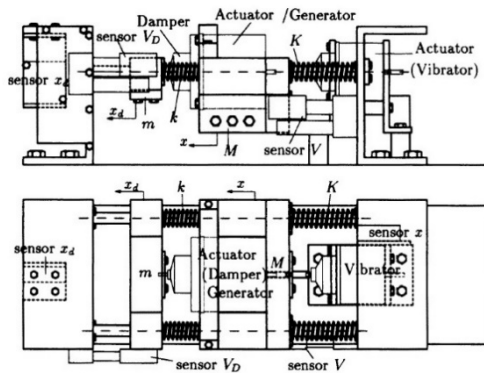 sensor V_D
Damper
Actuator /Generator
K
Actuator
(Vibrator)
sensor x_d
x_d
m
k
x
M
sensor V
x_d
k
x
K
sensor x_d
m
Actuator
(Damper)
Generator
M
Vibrator
sensor x
sensor V_D
sensor V